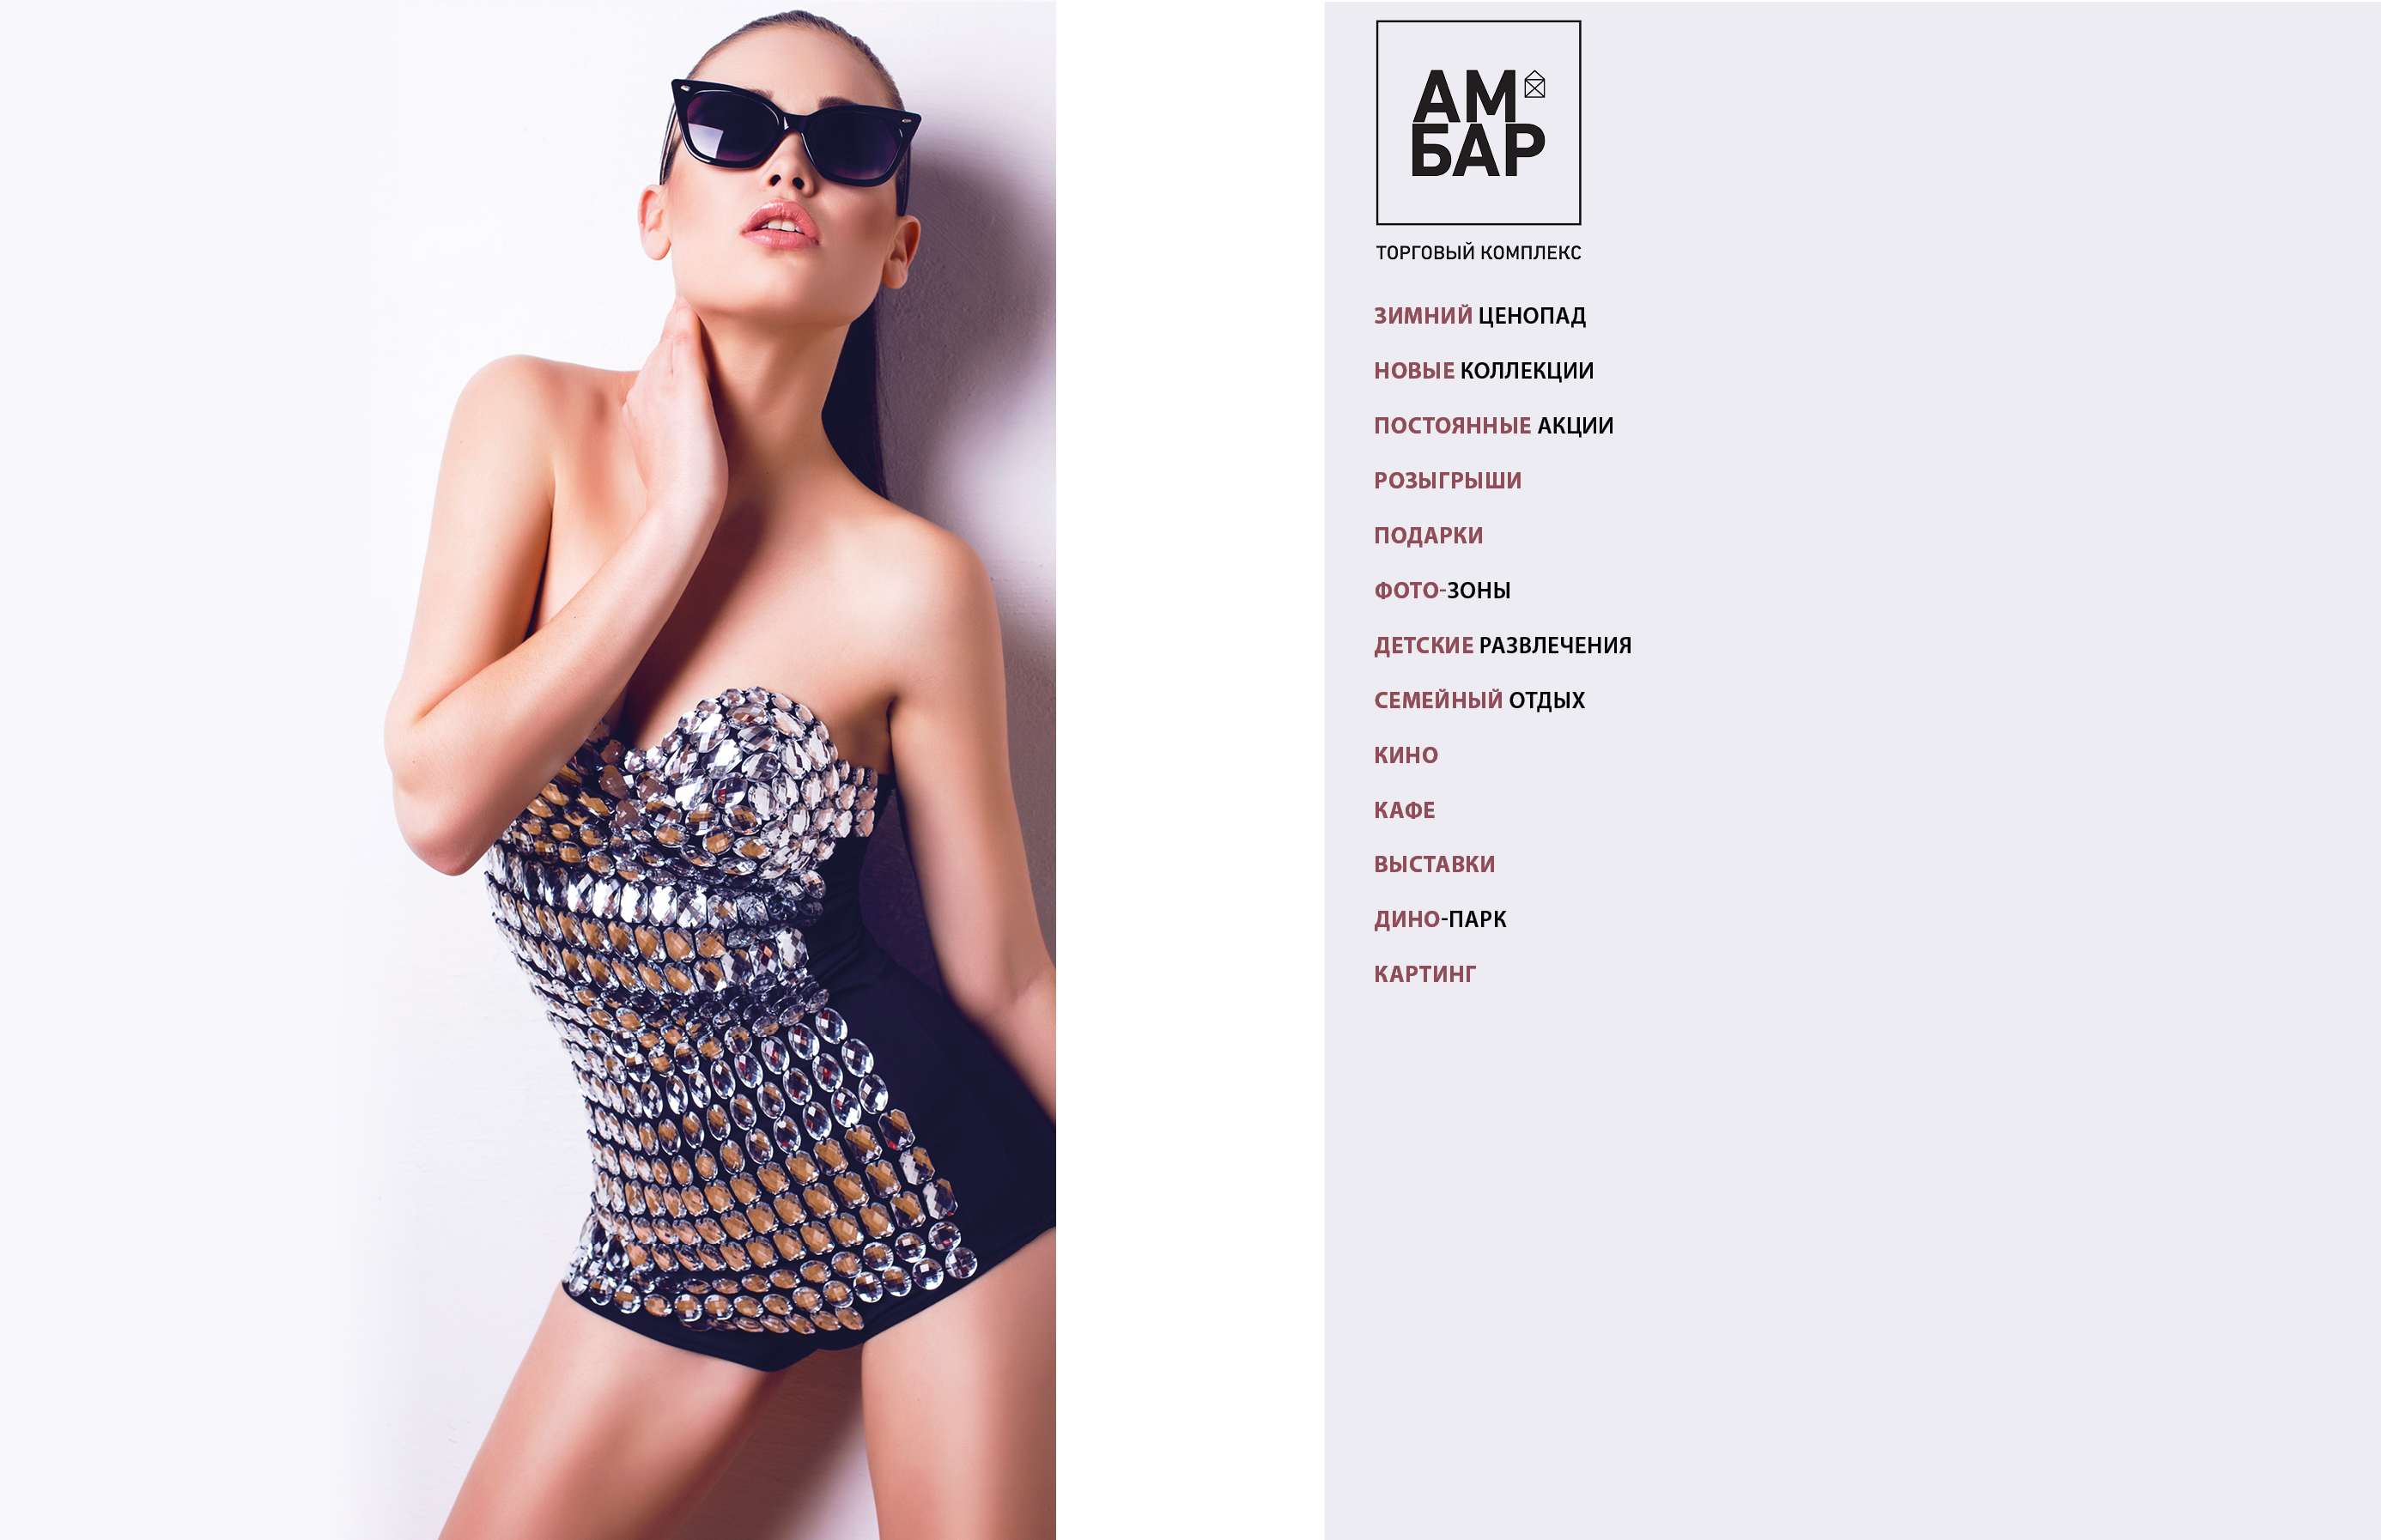 АМ
БАР
ТОРГОВЫЙ КОМПЛЕКС
ЗИМНИЙ ЦЕНОПАД
НОВЫЕ КОЛЛЕКЦИИ
ПОСТОЯННЫЕ АКЦИИ
РОЗЫГРЫШИ
ПОДАРКИ
ФОТО-ЗОНЫ
ДЕТСКИЕ РАЗВЛЕЧЕНИЯ
СЕМЕЙНЫЙ ОТДЫХ
КИНО
КАФЕ
ВЫСТАВКИ
ДИНО-ПАРК
КАРТИНГ